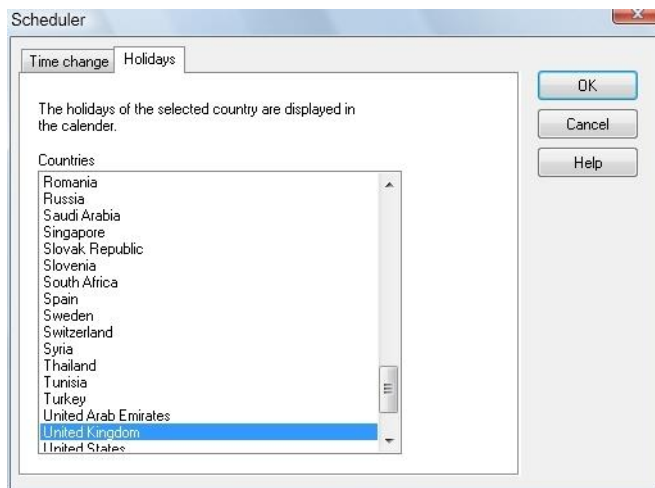 Scheduler
Time change
Holidays
The holidays of the selected country are displayed in
the calender.
Countries
Romania
Russia
Saudi Arabia
Singapore
Slovak Republic
Slovenia
South Africa
Spain
Sweden
Switzerland
Syria
Thailand
Tunisia
Turkey
United Arab Emirates
United Kingdom
United States
OK
Cancel
Help